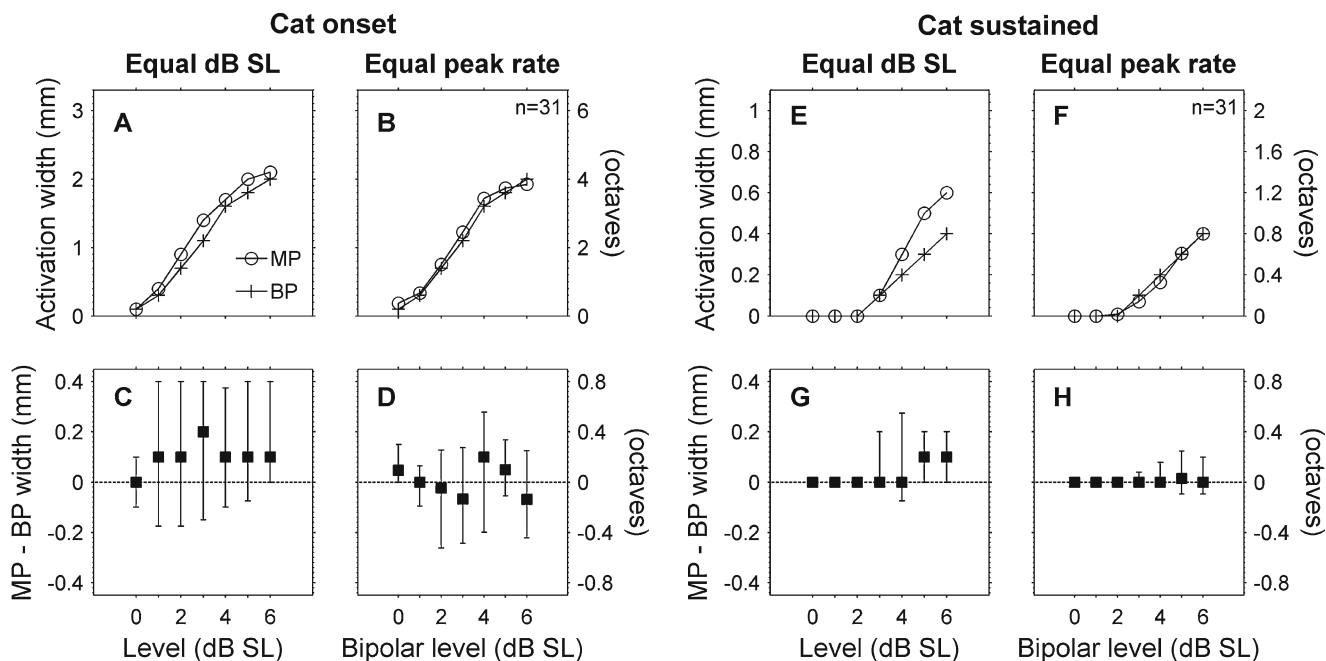 Cat onset
Cat sustained
Equal dB SL
Equal peak rate
Equal dB SL
Equal peak rate
Activation width (mm)
3
2
1
0
A
MP
BP
B
n=31
6
4
2
0
(octaves)
Activation width (mm)
1
0.8
0.6
0.4
0.2
0
E
F
n=31
2
1.6
1.2
0.8
0.4
0
(octaves)
MP - BP width (mm)
0.4
0.2
0
-0.2
-0.4
C
0 2 4 6
Level (dB SL)
D
0.8
0.4
0
-0.4
-0.8
(octaves)
0 2 4 6
Bipolar level (dB SL)
MP - BP width (mm)
0.4
0.2
0
-0.2
-0.4
G
0 2 4 6
Level (dB SL)
H
0.8
0.4
0
-0.4
-0.8
(octaves)
0 2 4 6
Bipolar level (dB SL)